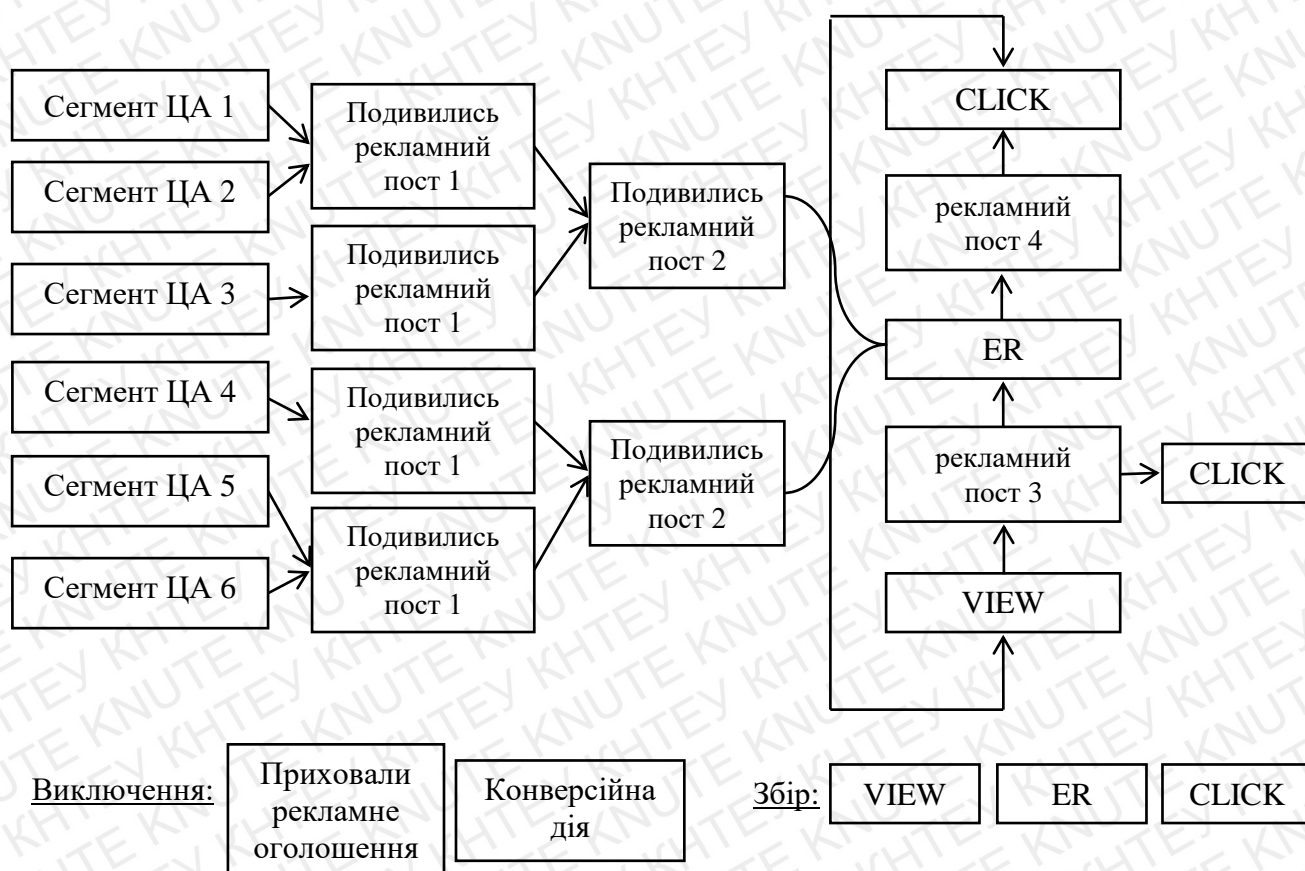 Сегмент ЦА 1
Сегмент ЦА 2
Сегмент ЦА 3
Сегмент ЦА 4
Сегмент ЦА 5
Сегмент ЦА 6
Подивились
рекламний
пост 1
Подивились
рекламний
пост 1
Подивились
рекламний
пост 1
Подивились
рекламний
пост 1
Подивились
рекламний
пост 2
Подивились
рекламний
пост 2
CLICK
рекламний
пост 4
ER
рекламний
пост 3
CLICK
VIEW
Виключення:
Приховали
рекламне
оголошення
Конверсійна
дія
Збір:
VIEW
ER
CLICK